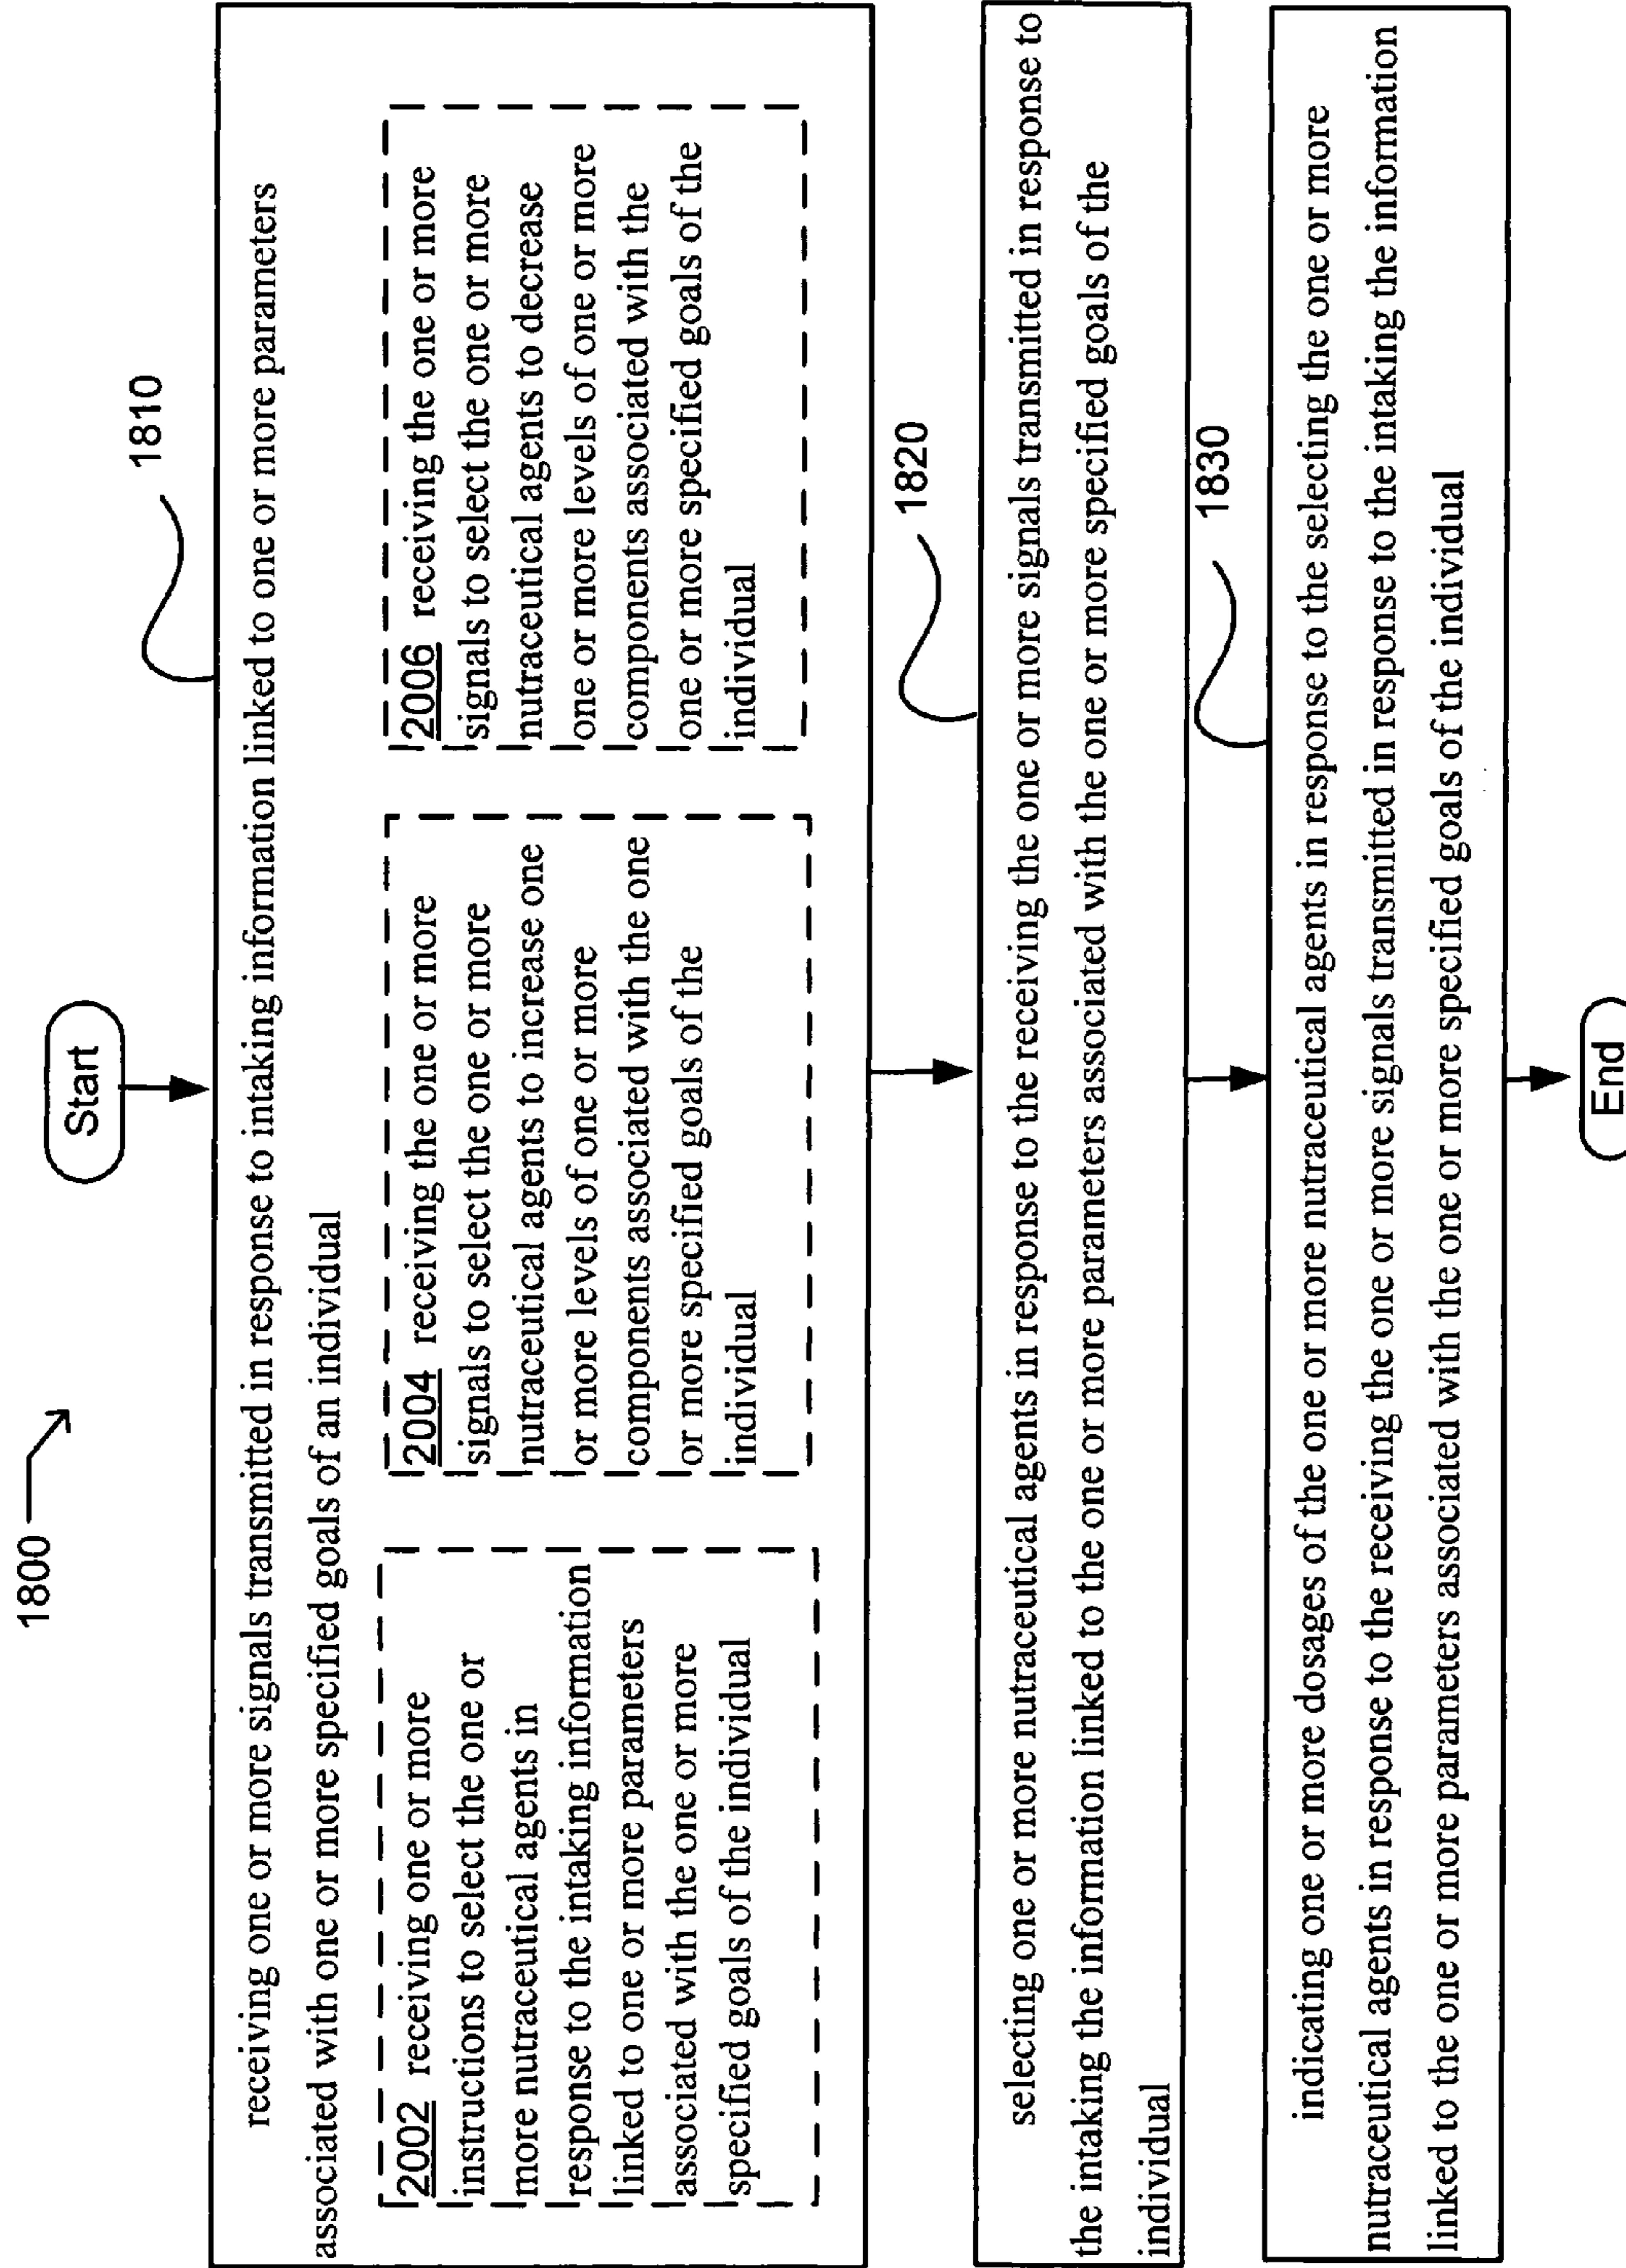 1800
Start
1810
receiving one or more signals transmitted in response to intaking information linked to one or more parameters
associated with one or more specified goals of an individual
2002 receiving one or more
instructions to select the one or
more nutraceutical agents in
response to the intaking information
linked to one or more parameters
associated with the one or more
specified goals of the individual
2004 receiving the one or more
signals to select the one or more
nutraceutical agents to increase one
or more levels of one or more
components associated with the one
or more specified goals of the
individual
2006 receiving the one or more
signals to select the one or more
nutraceutical agents to decrease
one or more levels of one or more
components associated with the
one or more specified goals of the
individual
1820
selecting one or more nutraceutical agents in response to the receiving the one or more signals transmitted in response to
the intaking the information linked to the one or more parameters associated with the one or more specified goals of the
individual
1830
indicating one or more dosages of the one or more nutraceutical agents in response to the selecting the one or more
nutraceutical agents in response to the receiving the one or more signals transmitted in response to the intaking the information
linked to the one or more parameters associated with the one or more specified goals of the individual
End